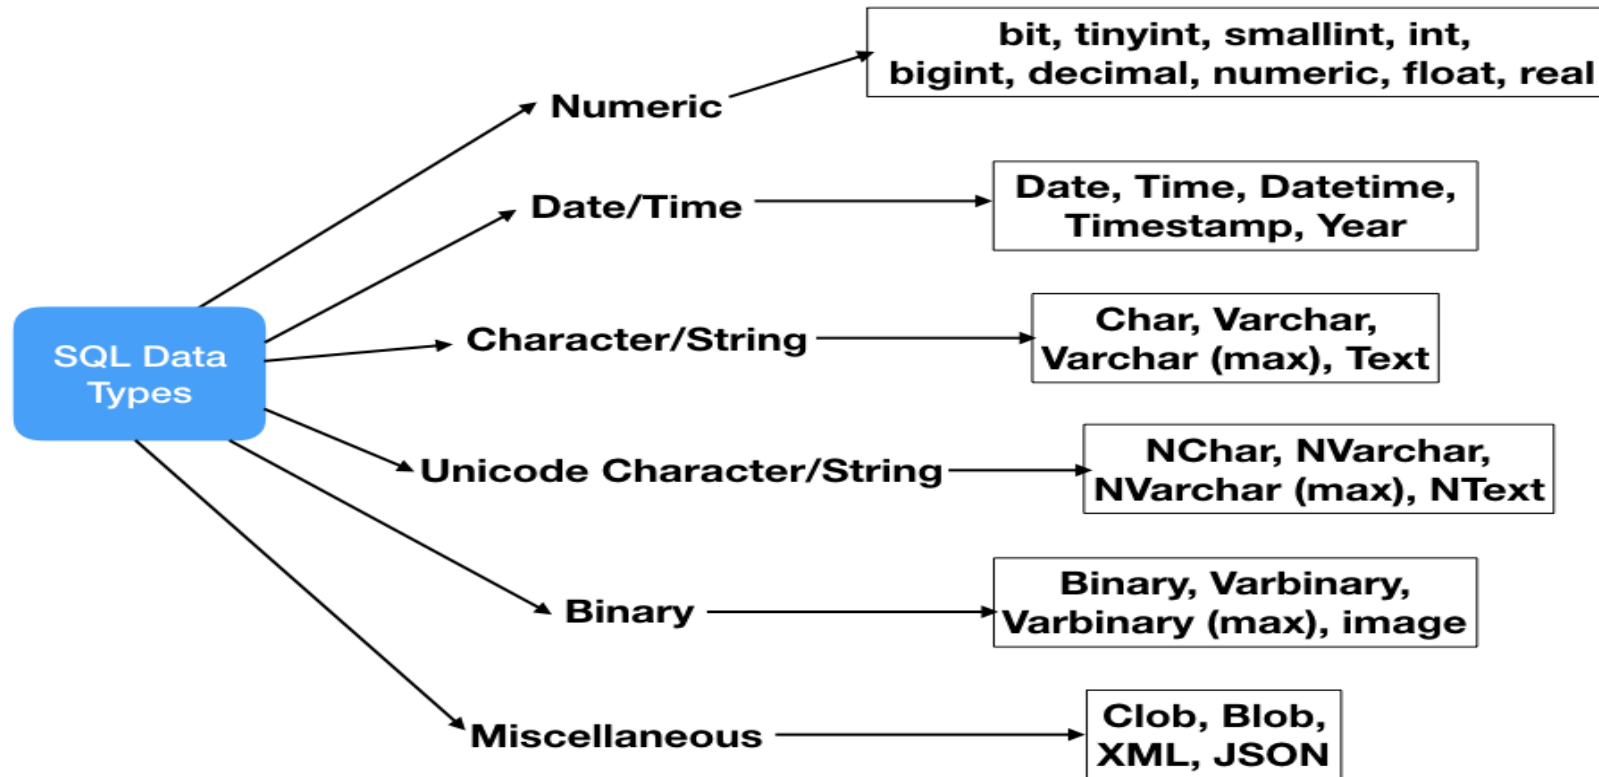 SQL Data
Types
Numeric
bit, tinyint, smallint, int,
bigint, decimal, numeric, float, real
Date/Time
Date, Time, Datetime,
Timestamp, Year
Character/String
Char, Varchar,
Varchar (max), Text
Unicode Character/String
NChar, NVarchar,
NVarchar (max), NText
Binary
Binary, Varbinary,
Varbinary (max), image
Miscellaneous
Clob, Blob,
XML, JSON